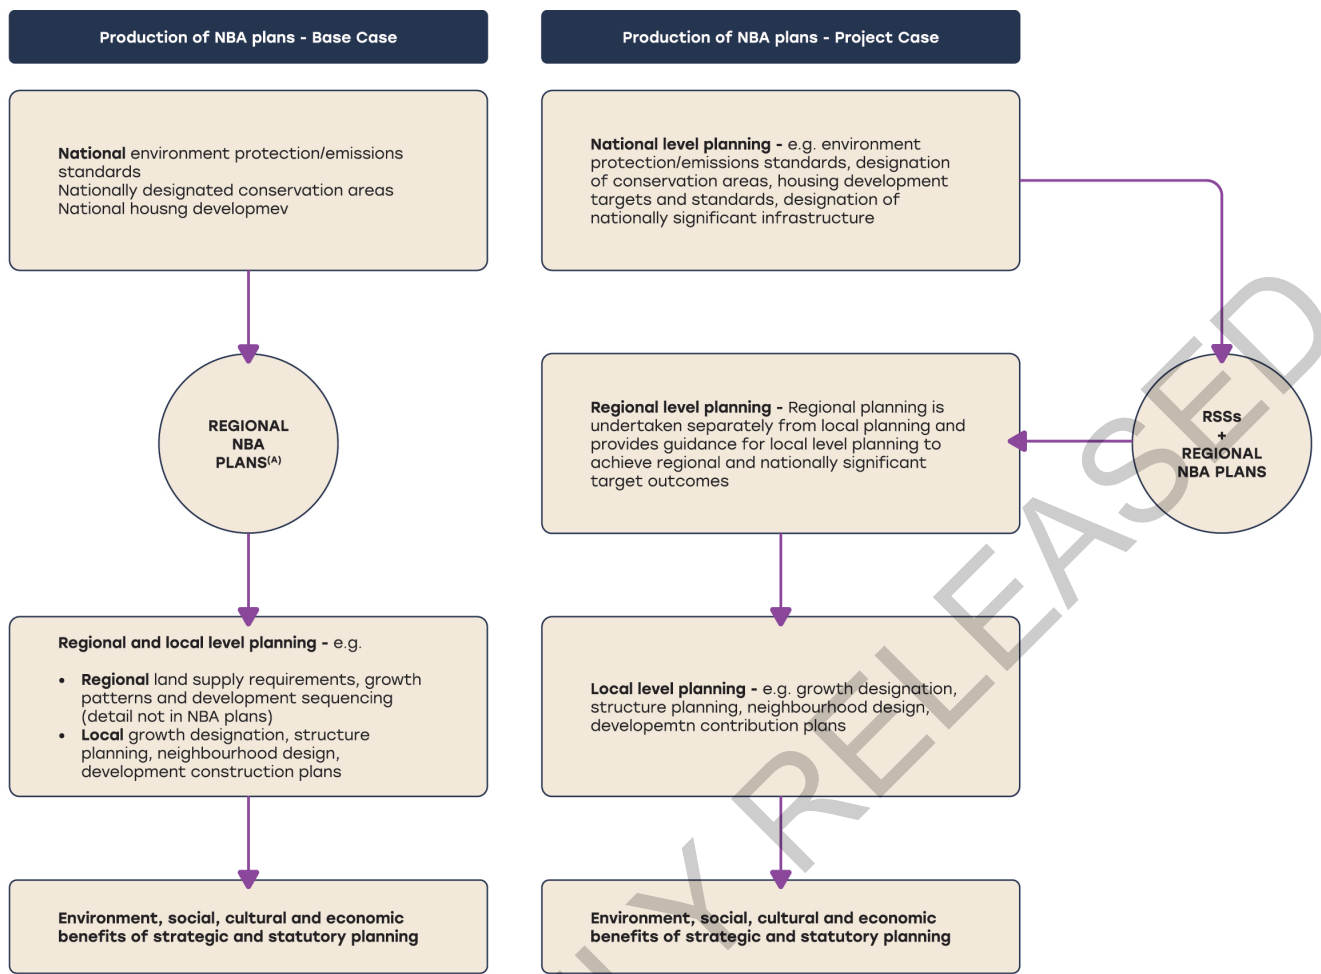 Production of NBA plans - Base Case
National environment protection/emissions
standards
Nationally designated conservation areas
National housng developmev
REGIONAL
NBA
PLANS(A)
Regional and local level planning - e.g.
• Regional land supply requirements, growth
patterns and development sequencing
(detail not in NBA plans)
• Local growth designation, structure
planning, neighbourhood design,
development construction plans
Environment, social, cultural and economic
benefits of strategic and statutory planning
Production of NBA plans - Project Case
National level planning - e.g. environment
protection/emissions standards, designation
of conservation areas, housing development
targets and standards, designation of
nationally significant infrastructure
RSSs
+
REGIONAL
NBA PLANS
Regional level planning - Regional planning is
undertaken separately from local planning and
provides guidance for local level planning to
achieve regional and nationally significant
target outcomes
Local level planning - e.g. growth designation,
structure planning, neighbourhood design,
developemtn contribution plans
Environment, social, cultural and economic
benefits of strategic and statutory planning
RELEASED